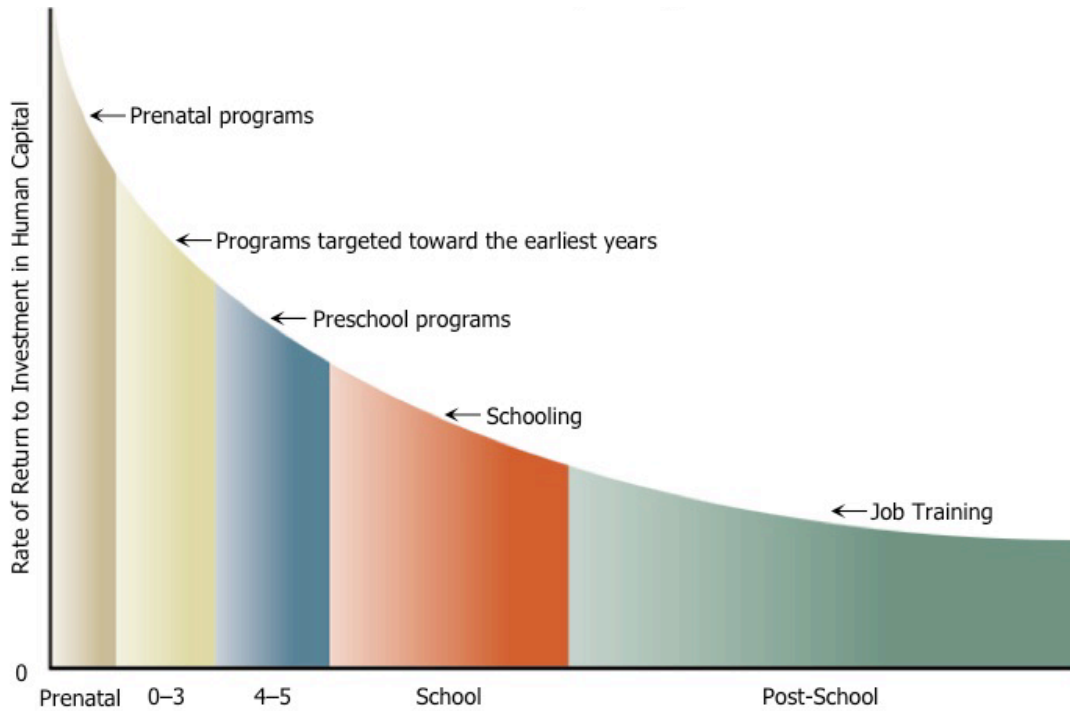 Rate of Return to Investment in Human Capital
Prenatal programs
Programs targeted toward the earliest years
Preschool programs
Schooling
Job Training
0
Prenatal
0–3
4–5
School
Post-School